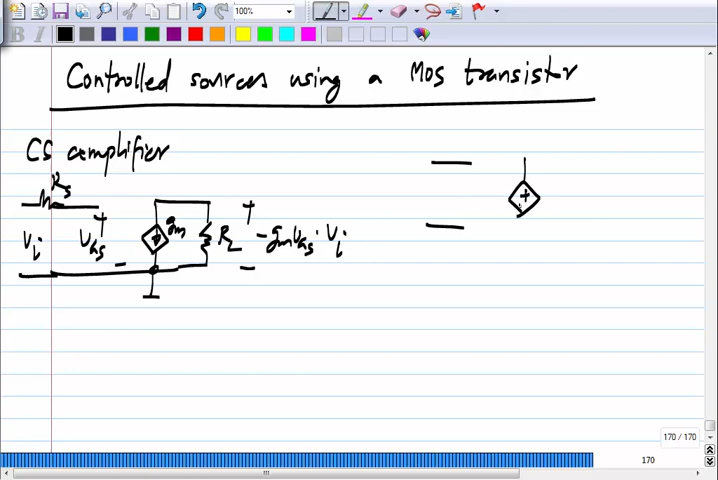 100%
B I
Controlled sources using a MOS transistor
CS amplifier
Rs
Vi + VGS − gm RL + − -gmVGS·Vi
+
170 / 170
170